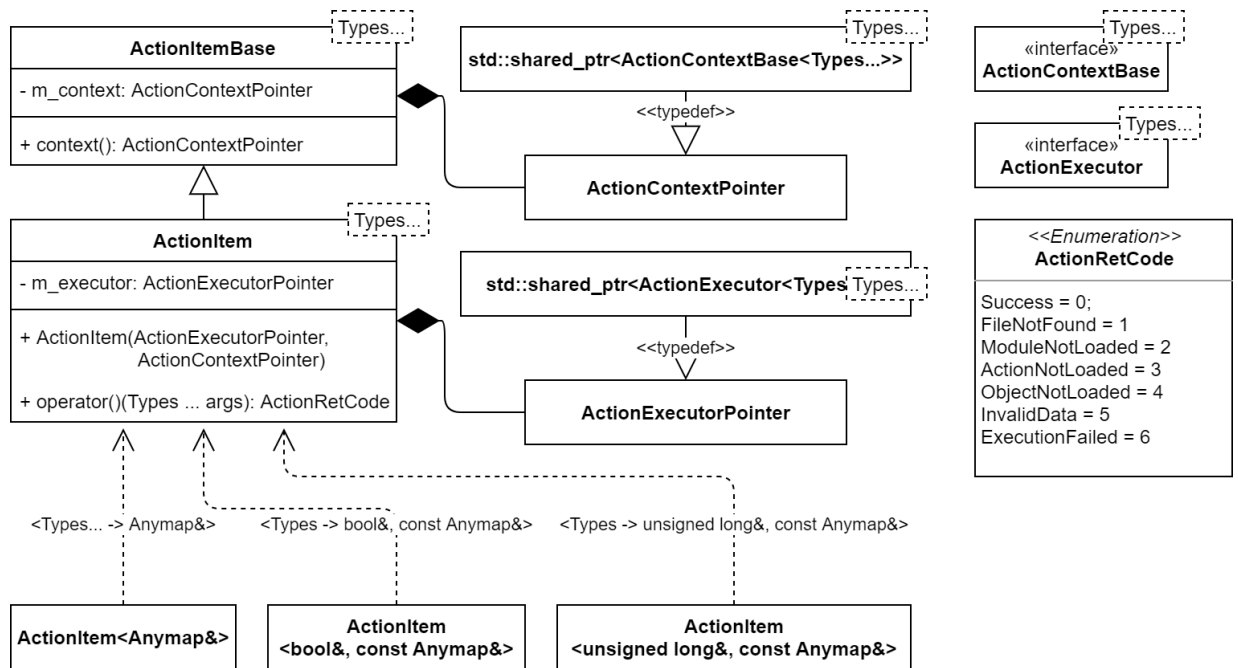 Types...
ActionItemBase
- m_context: ActionContextPointer
+ context(): ActionContextPointer
Types...
std::shared_ptr<ActionContextBase<Types...>>
<<typedef>>
ActionContextPointer
Types...
«interface»
ActionContextBase
Types...
«interface»
ActionExecutor
Types...
ActionItem
- m_executor: ActionExecutorPointer
+ ActionItem(ActionExecutorPointer,
ActionContextPointer)
+ operator()(Types ... args): ActionRetCode
std::shared_ptr<ActionExecutor<Types
Types...
<<typedef>>
ActionExecutorPointer
<<Enumeration>>
ActionRetCode
Success = 0;
FileNotFound = 1
ModuleNotLoaded = 2
ActionNotLoaded = 3
ObjectNotLoaded = 4
InvalidData = 5
ExecutionFailed = 6
<Types... -> Anymap&>
<Types -> bool&, const Anymap&>
<Types -> unsigned long&, const Anymap&>
ActionItem<Anymap&>
ActionItem
<bool&, const Anymap&>
ActionItem
<unsigned long&, const Anymap&>